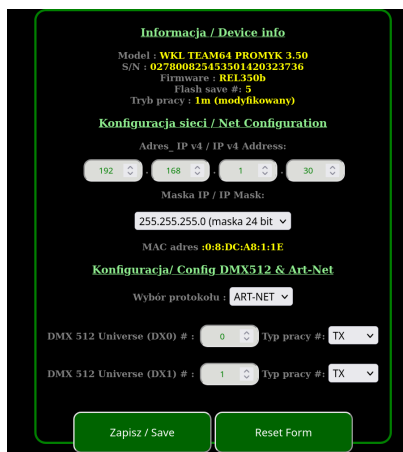 Informacja / Device info
Model : WKL TEAM64 PROMYK 3.50
S/N : 027800825453501420323736
Firmware : REL350b
Flash save #: 5
Tryb pracy : 1m (modyfikowany)
Konfiguracja sieci / Net Configuration
Adres_ IP v4 / IP v4 Address:
192 . 168 . 1 . 30
Maska IP / IP Mask:
255.255.255.0 (maska 24 bit
MAC adres :0:8:DC:A8:1:1E
Konfiguracja/ Config DMX512 & Art-Net
Wybór protokołu : ART-NET
DMX 512 Universe (DX0) # : 0 Typ pracy #: TX
DMX 512 Universe (DX1) # : 1 Typ pracy #: TX
Zapisz / Save Reset Form